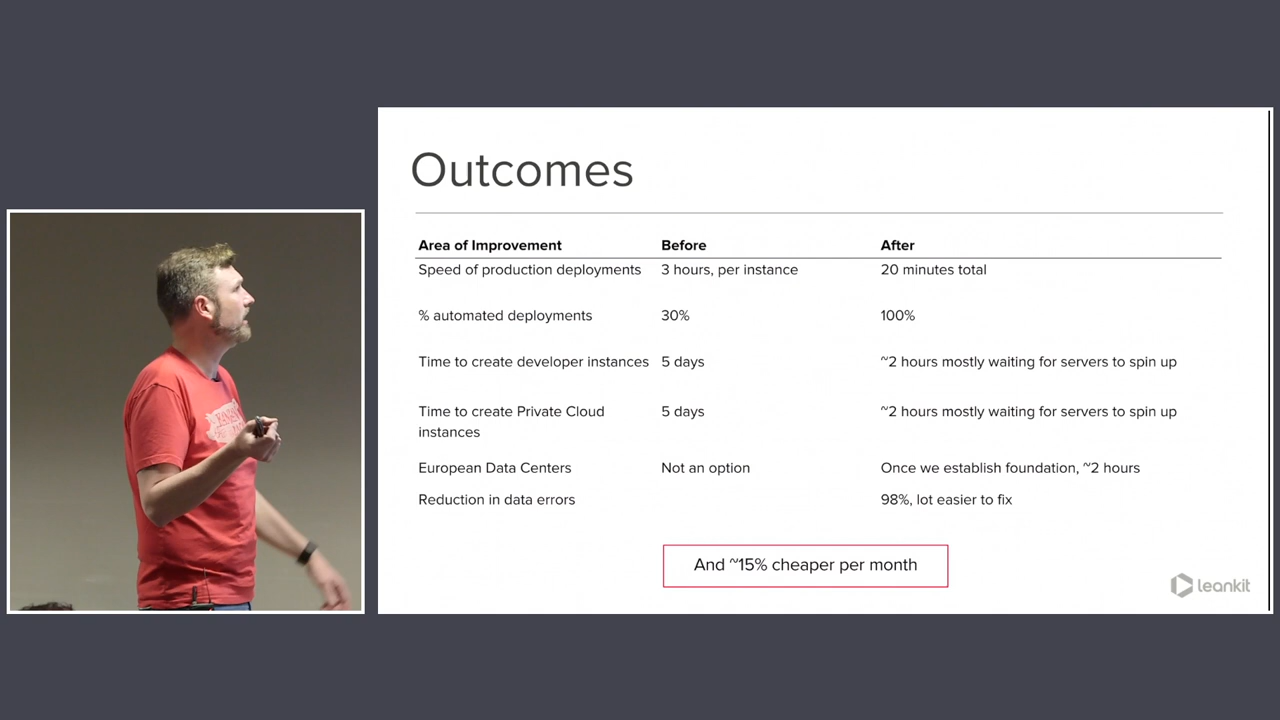 Outcomes
Area of Improvement Before After
Speed of production deployments 3 hours, per instance 20 minutes total
% automated deployments 30% 100%
Time to create developer instances 5 days ~2 hours mostly waiting for servers to spin up
Time to create Private Cloud 5 days ~2 hours mostly waiting for servers to spin up
instances
European Data Centers Not an option Once we establish foundation, ~2 hours
Reduction in data errors 98%, lot easier to fix
And ~15% cheaper per month
leankit